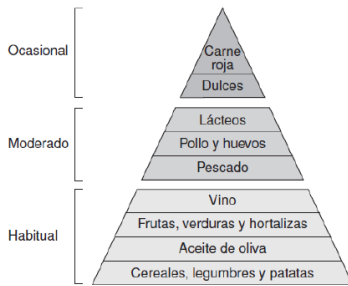 Ocasional
Carne
roja
Dulces
Moderado
Lácteos
Pollo y huevos
Pescado
Habitual
Vino
Frutas, verduras y hortalizas
Aceite de oliva
Cereales, legumbres y patatas